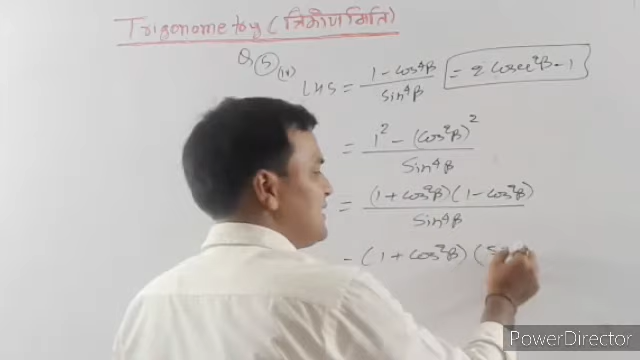 Trigonometry (त्रिकोणमिति)
Q. 5 (iv)
LHS = 1 - cos⁴β / sin⁴β = 2 cosec²β - 1
= 1² - (cos²β)² / sin⁴β
= (1 + cos²β)(1 - cos²β) / sin⁴β
= (1 + cos²β)(
PowerDirector